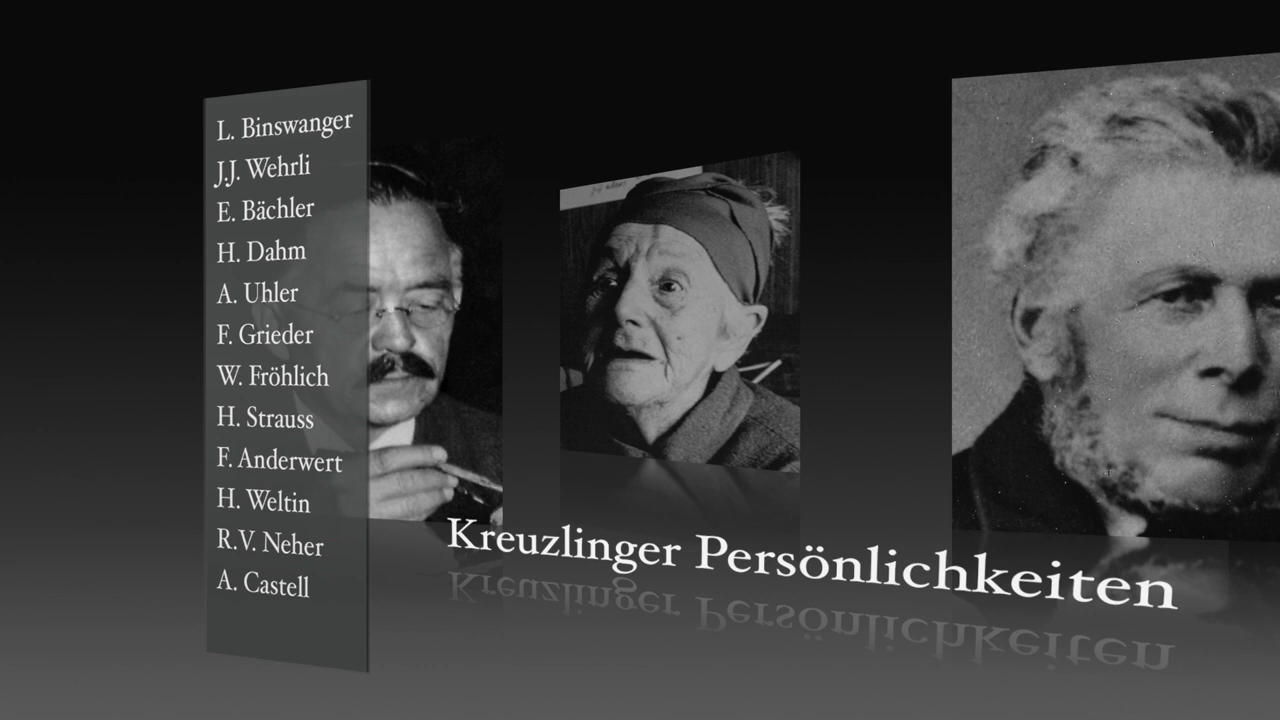 L. Binswanger
J.J. Wehrli
E. Bächler
H. Dahm
A. Uhler
F. Grieder
W. Fröhlich
H. Strauss
F. Anderwert
H. Weltin
R.V. Neher
A. Castell
Kreuzlinger Persönlichkeiten